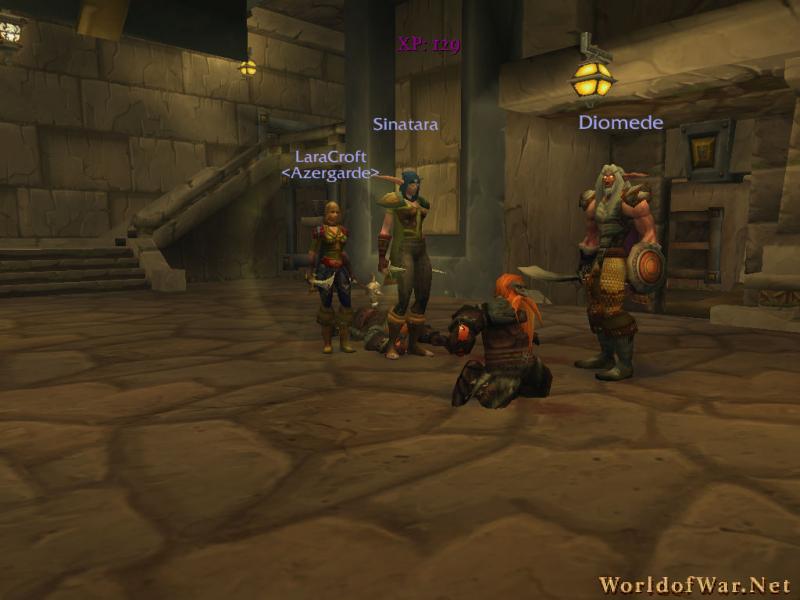 XP: 129
Sinatara
Diomede
LaraCroft
<Azergarde>
WorldofWar.Net